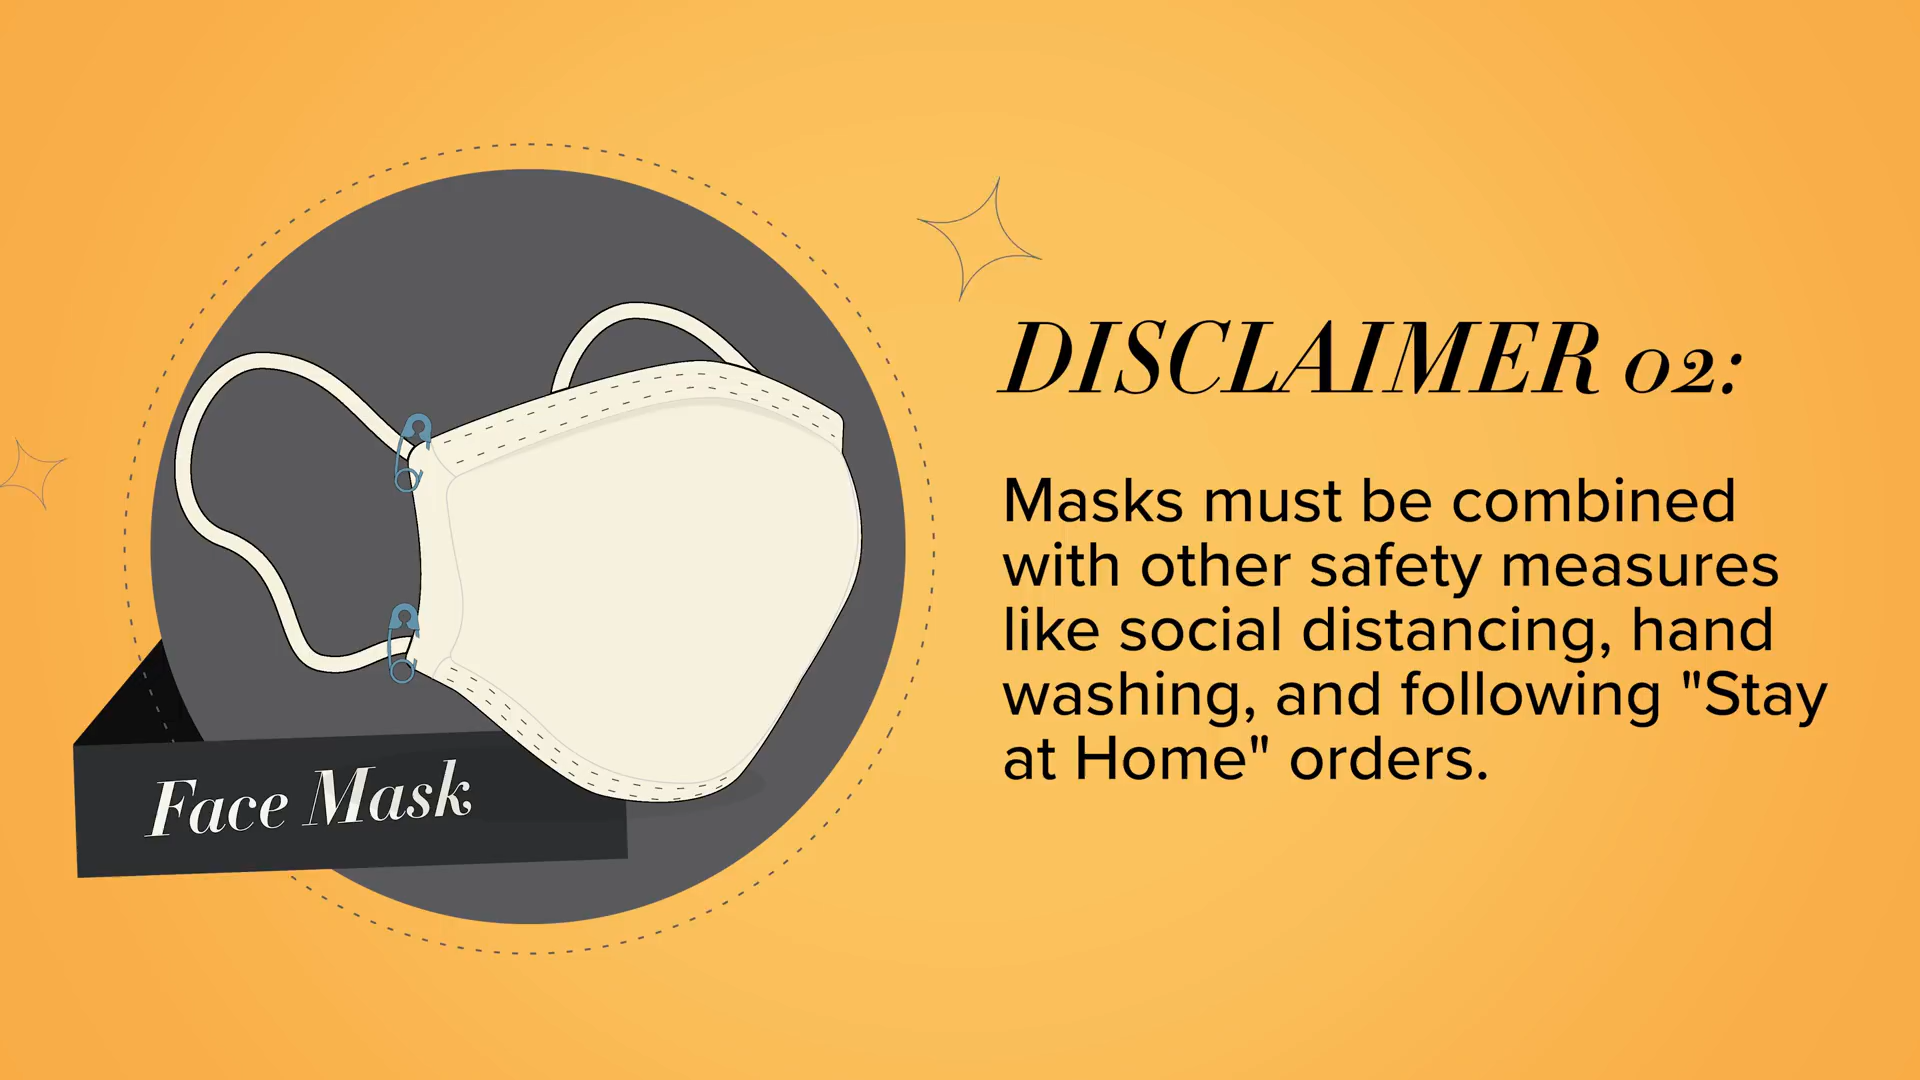 DISCLAIMER 02:
Masks must be combined
with other safety measures
like social distancing, hand
washing, and following "Stay
at Home" orders.
Face Mask